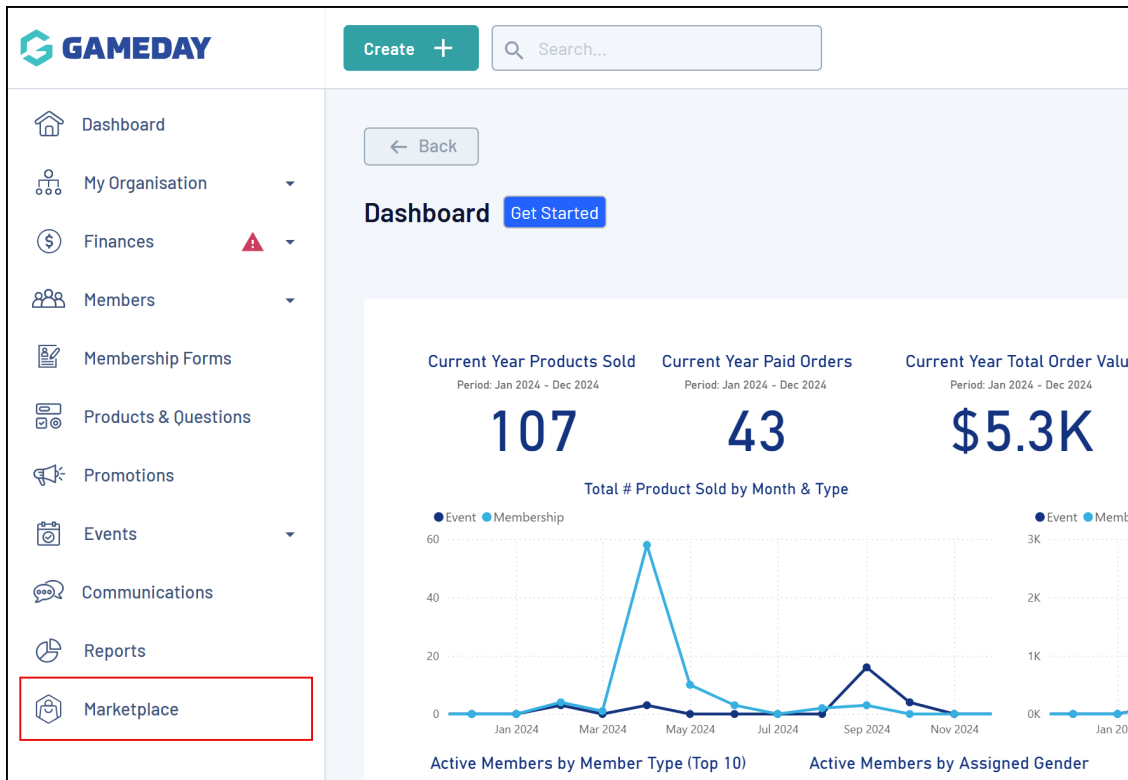 GAMEDAY
Create +
Search...
Dashboard
My Organisation
Finances
Members
Membership Forms
Products & Questions
Promotions
Events
Communications
Reports
Marketplace
← Back
Dashboard
Get Started
Current Year Products Sold
Period: Jan 2024 - Dec 2024
107
Current Year Paid Orders
Period: Jan 2024 - Dec 2024
43
Current Year Total Order Valu
Period: Jan 2024 - Dec 2024
$5.3K
Total # Product Sold by Month & Type
Event Membership
60
40
20
0
Jan 2024 Mar 2024 May 2024 Jul 2024 Sep 2024 Nov 2024
Event Memb
3K
2K
1K
0K
Jan 20
Active Members by Member Type (Top 10)
Active Members by Assigned Gender